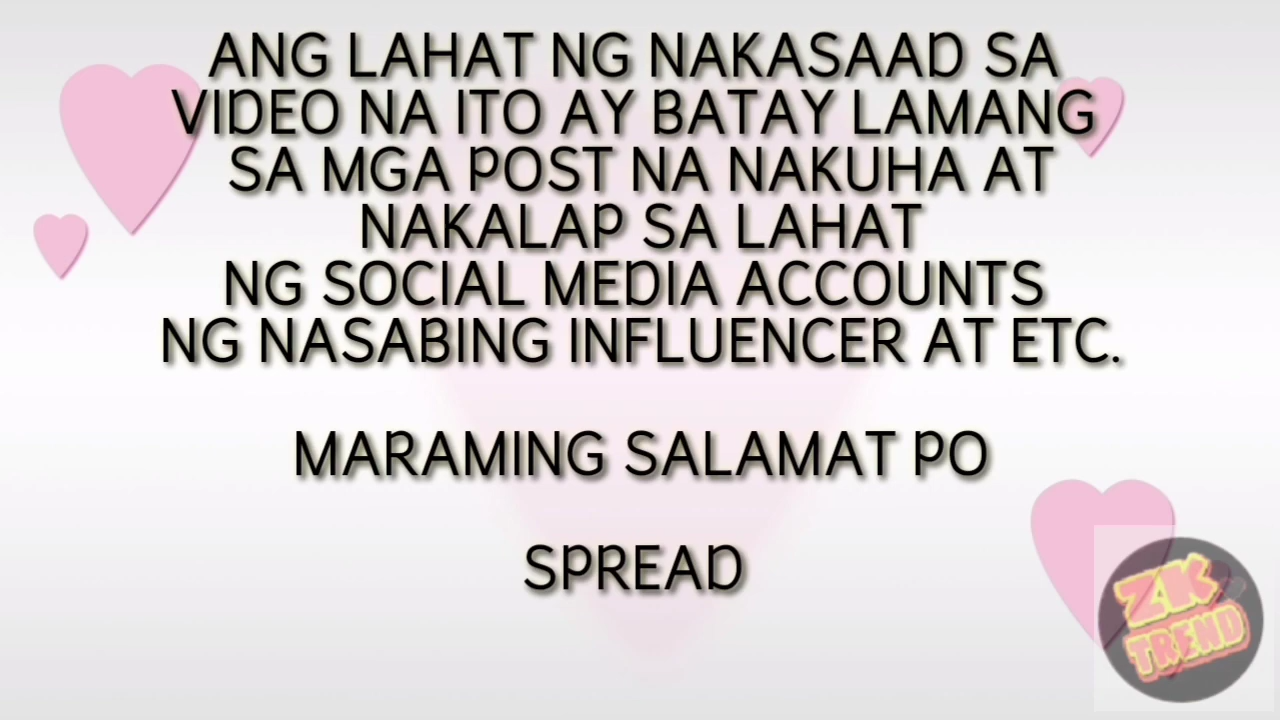 ANG LAHAT NG NAKASAAD SA
VIDEO NA ITO AY BATAY LAMANG
SA MGA POST NA NAKUHA AT
NAKALAP SA LAHAT
NG SOCIAL MEDIA ACCOUNTS
NG NASABING INFLUENCER AT ETC.
MARAMING SALAMAT PO
SPREAD
ZK
TREND